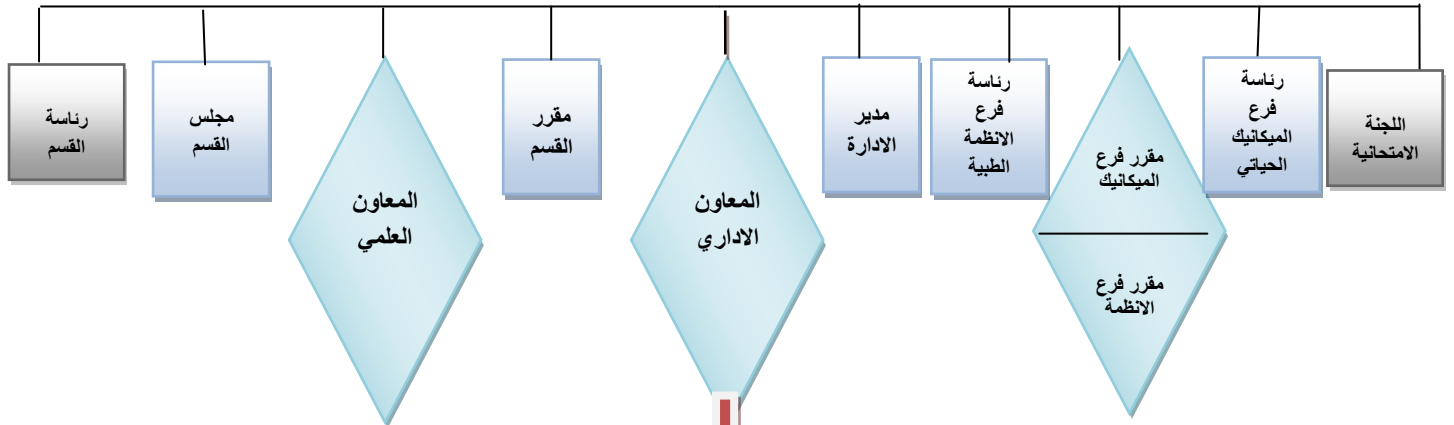 اللجنة
الامتحانية
رئاسة
فرع
الميكانيك
الحياتي
مقرر فرع
الميكانيك
مقرر فرع
الانظمة
رئاسة
فرع
الانظمة
الطبية
مدير
الادارة
المعاون
الاداري
مقرر
القسم
المعاون
العلمي
مجلس
القسم
رئاسة
القسم